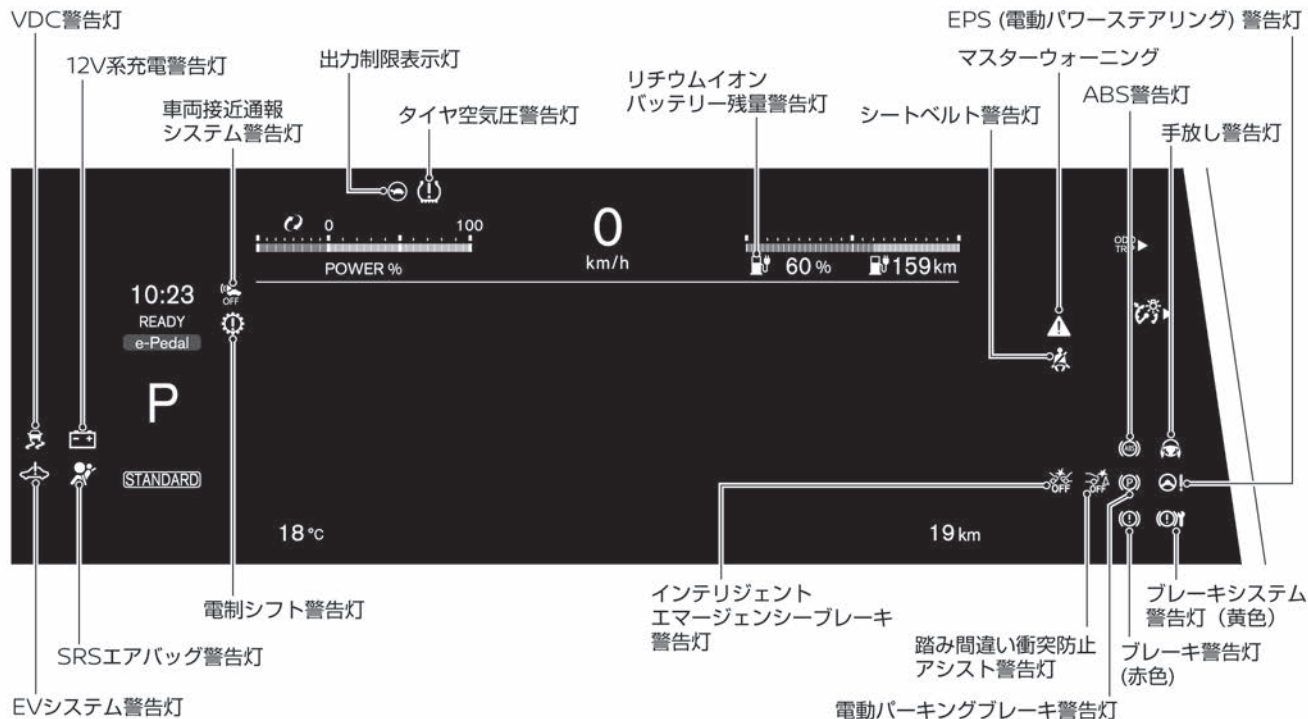 VDC警告灯
EPS (電動パワーステアリング) 警告灯
12V系充電警告灯
出力制限表示灯
マスターウォーニング
車両接近通報
システム警告灯
タイヤ空気圧警告灯
リチウムイオン
バッテリー残量警告灯
シートベルト警告灯
ABS警告灯
手放し警告灯
0
100
POWER %
0
km/h
60 %
159 km
ODO
TRIP
10:23
OFF
READY
e-Pedal
P
ABS
STANDARD
OFF
OFF
P
18 °C
19 km
電制シフト警告灯
SRSエアバッグ警告灯
EVシステム警告灯
インテリジェント
エマージェンシーブレーキ
警告灯
踏み間違い衝突防止
アシスト警告灯
電動パーキングブレーキ警告灯
ブレーキ警告灯
(赤色)
ブレーキシステム
警告灯（黄色）